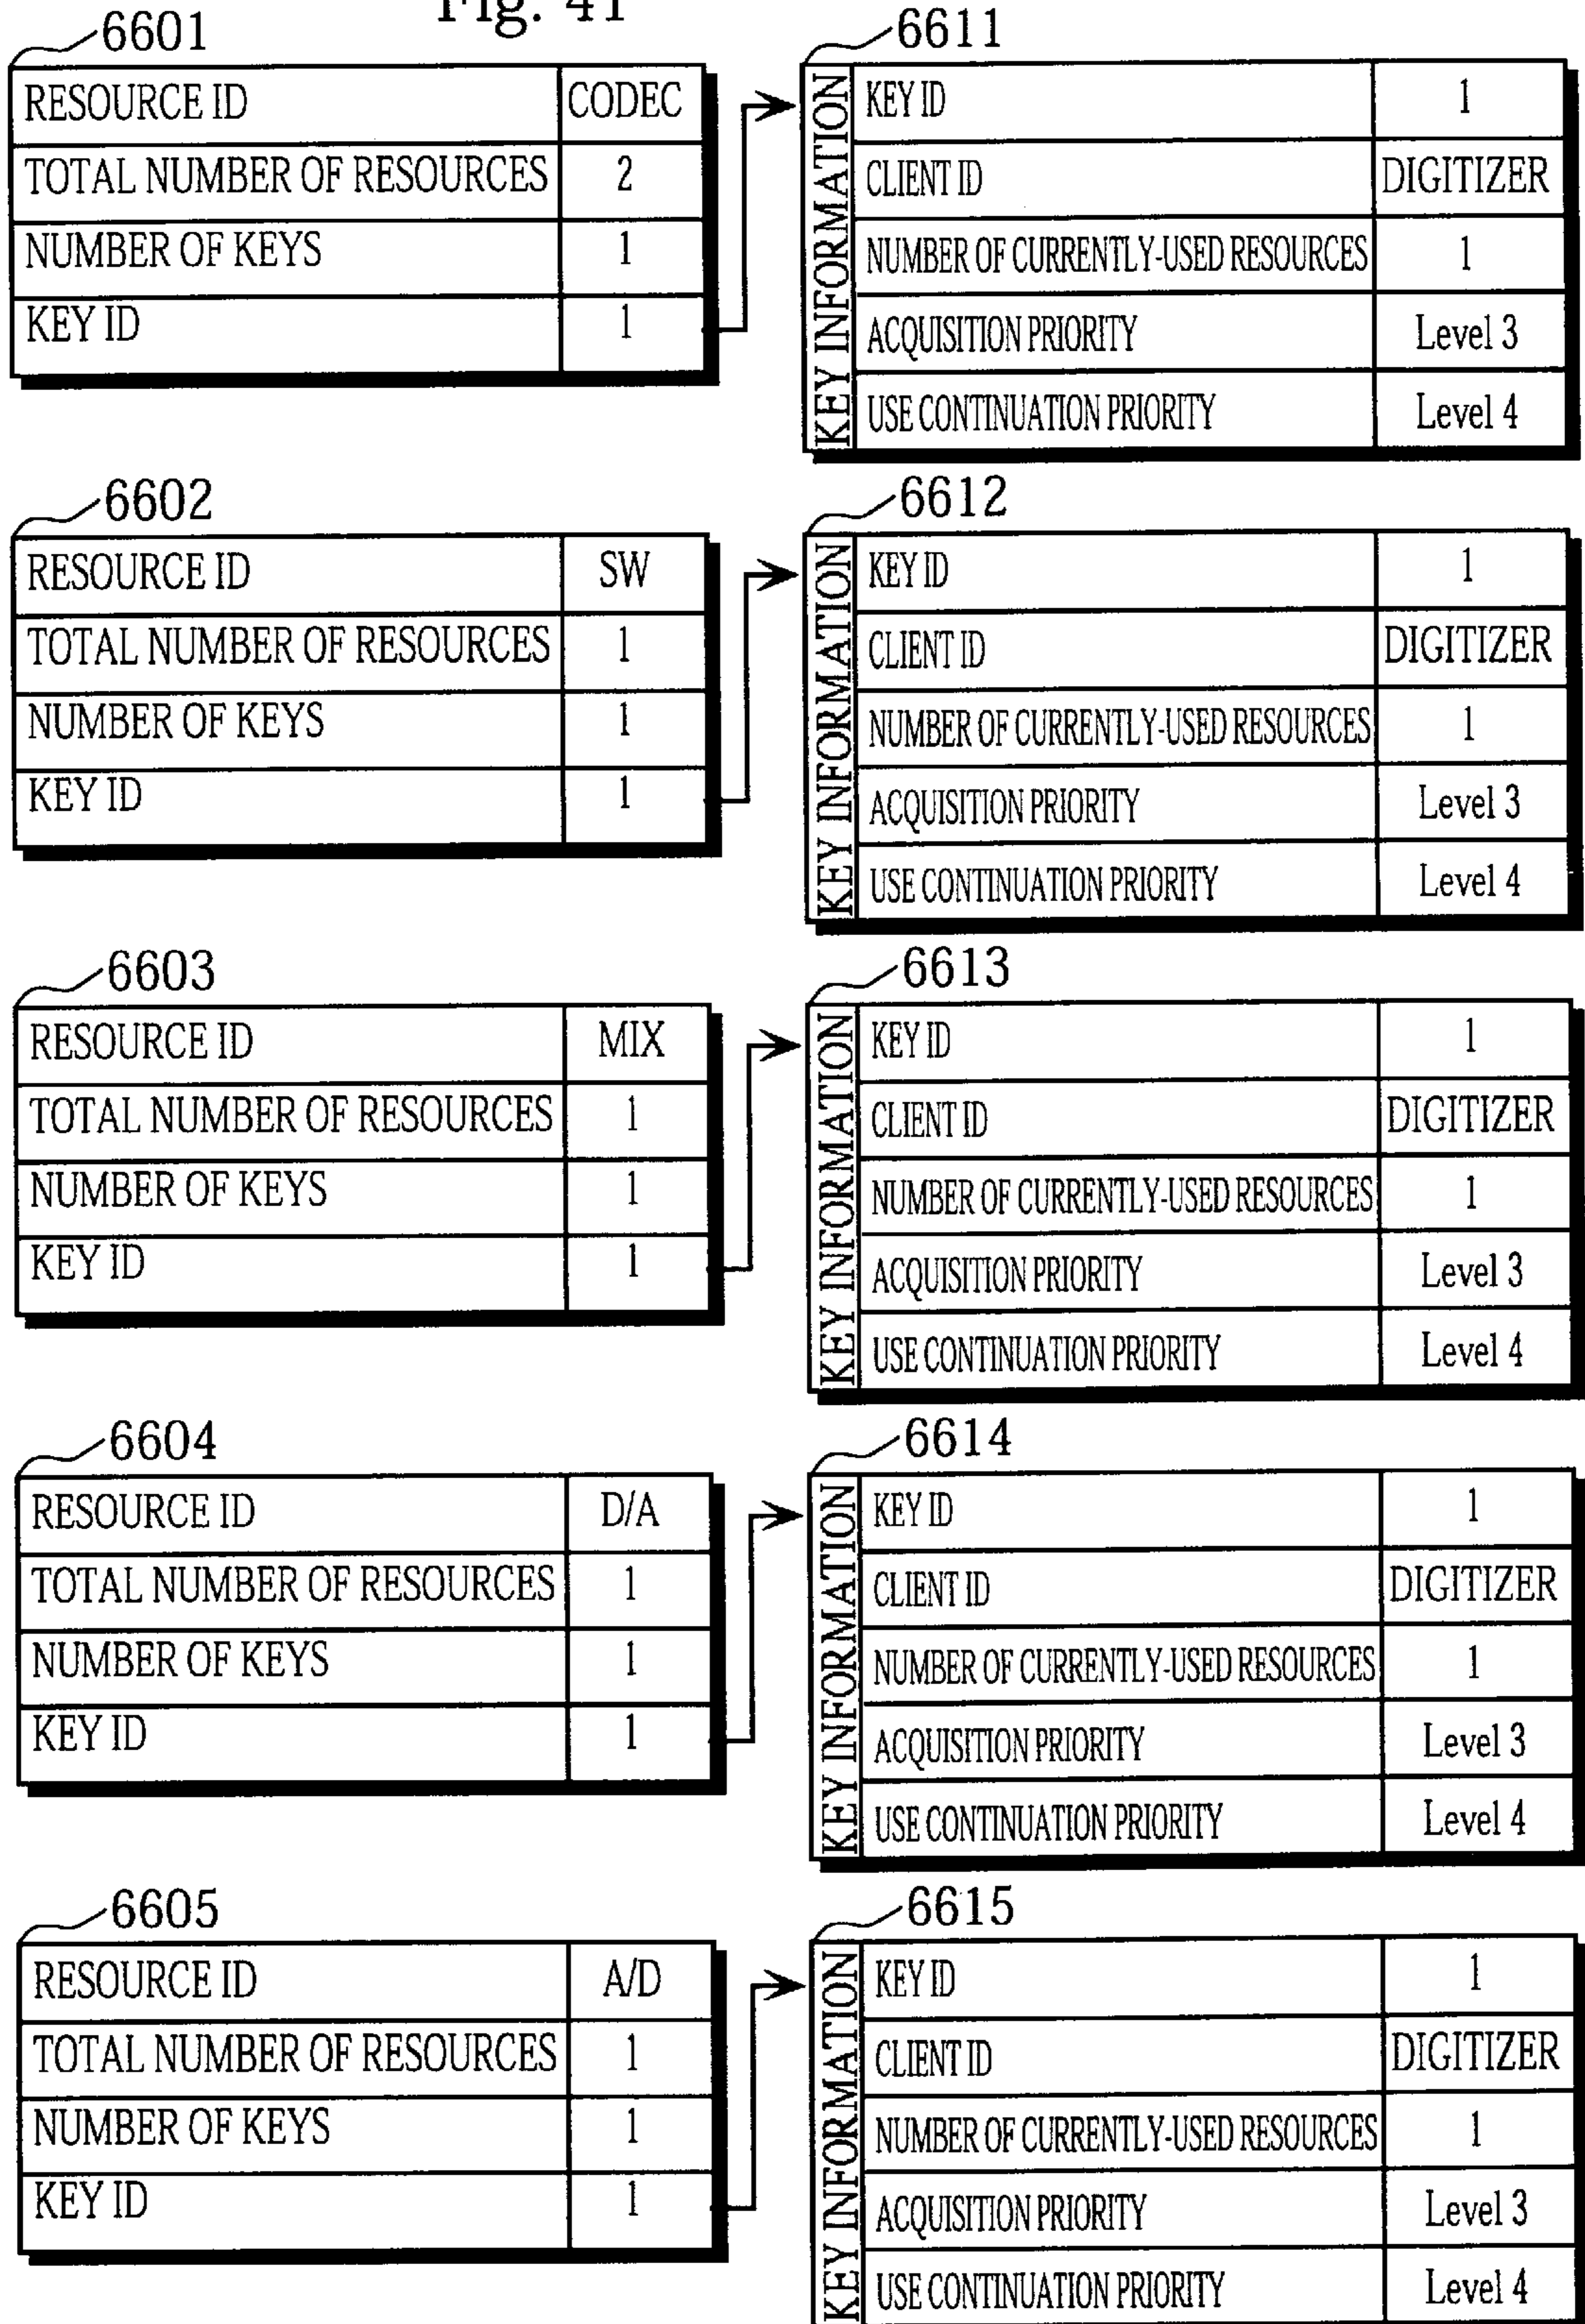 Fig. 41
6601
RESOURCE ID CODEC
TOTAL NUMBER OF RESOURCES 2
NUMBER OF KEYS 1
KEY ID 1
6611
KEY INFORMATION
KEY ID 1
CLIENT ID DIGITIZER
NUMBER OF CURRENTLY-USED RESOURCES 1
ACQUISITION PRIORITY Level 3
USE CONTINUATION PRIORITY Level 4
6602
RESOURCE ID SW
TOTAL NUMBER OF RESOURCES 1
NUMBER OF KEYS 1
KEY ID 1
6612
KEY INFORMATION
KEY ID 1
CLIENT ID DIGITIZER
NUMBER OF CURRENTLY-USED RESOURCES 1
ACQUISITION PRIORITY Level 3
USE CONTINUATION PRIORITY Level 4
6603
RESOURCE ID MIX
TOTAL NUMBER OF RESOURCES 1
NUMBER OF KEYS 1
KEY ID 1
6613
KEY INFORMATION
KEY ID 1
CLIENT ID DIGITIZER
NUMBER OF CURRENTLY-USED RESOURCES 1
ACQUISITION PRIORITY Level 3
USE CONTINUATION PRIORITY Level 4
6604
RESOURCE ID D/A
TOTAL NUMBER OF RESOURCES 1
NUMBER OF KEYS 1
KEY ID 1
6614
KEY INFORMATION
KEY ID 1
CLIENT ID DIGITIZER
NUMBER OF CURRENTLY-USED RESOURCES 1
ACQUISITION PRIORITY Level 3
USE CONTINUATION PRIORITY Level 4
6605
RESOURCE ID A/D
TOTAL NUMBER OF RESOURCES 1
NUMBER OF KEYS 1
KEY ID 1
6615
KEY INFORMATION
KEY ID 1
CLIENT ID DIGITIZER
NUMBER OF CURRENTLY-USED RESOURCES 1
ACQUISITION PRIORITY Level 3
USE CONTINUATION PRIORITY Level 4